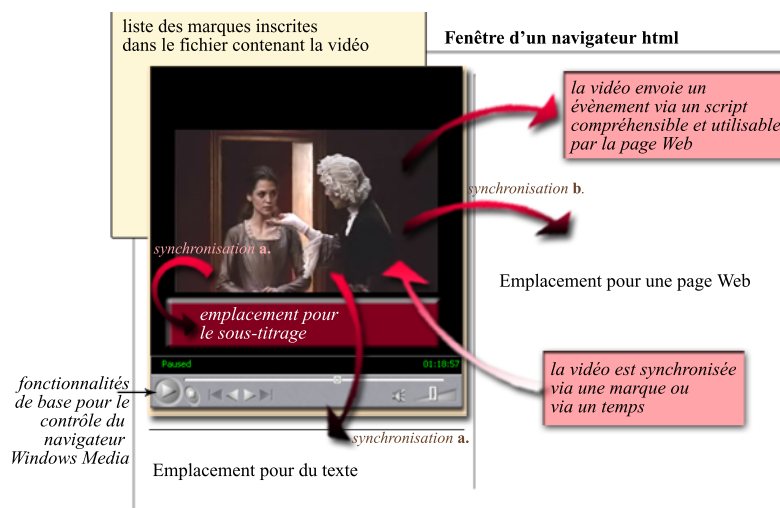 liste des marques inscrites
dans le fichier contenant la vidéo
Fenêtre d’un navigateur html
la vidéo envoie un
évènement via un script
compréhensible et utilisable
par la page Web
synchronisation b.
synchronisation a.
Emplacement pour une page Web
emplacement pour
le sous-titrage
Paused 01:18:57
la vidéo est synchronisée
via une marque ou
via un temps
fonctionnalités
de base pour le
contrôle du
navigateur
Windows Media
synchronisation a.
Emplacement pour du texte